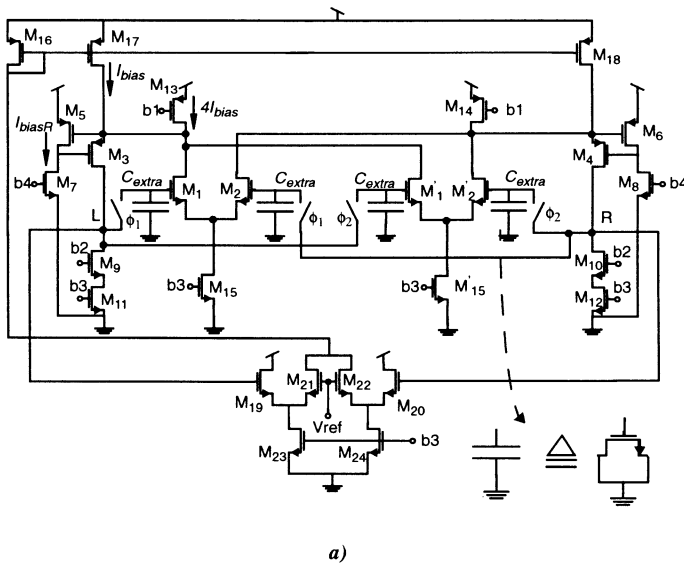 M16
M17
M18
Ibias
M13
b1
4Ibias
M14
b1
M5
IbiasR
M3
M6
M4
b4
M7
Cextra
M1
M2
Cextra
Cextra
M'1
M'2
Cextra
M8
b4
L
ϕ1
ϕ1
ϕ2
ϕ2
R
b2
M9
b3
M11
b3
M15
b3
M'15
M10
b2
b3
M12
M19
M21
M22
M20
Vref
M23
M24
b3
a)